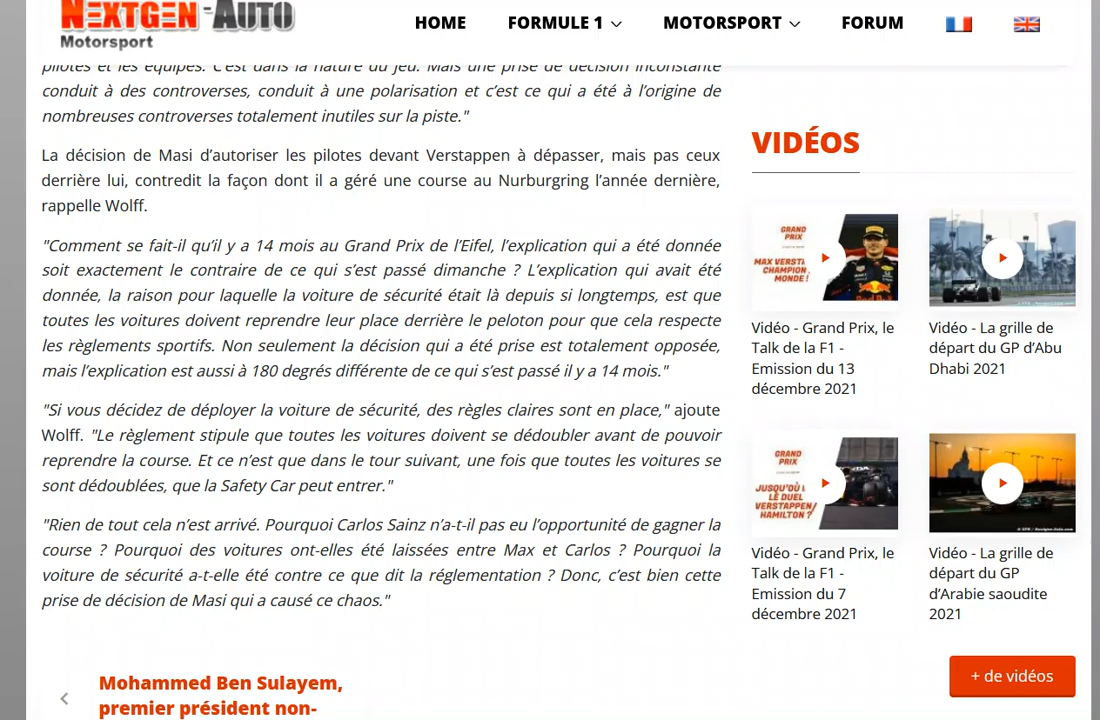 NEXTGEN-AUTO
Motorsport
HOME
FORMULE 1
MOTORSPORT
FORUM
pilotes et les équipes. C'est dans la nature du jeu. Mais une prise de décision inconstante
conduit à des controverses, conduit à une polarisation et c'est ce qui a été à l'origine de
nombreuses controverses totalement inutiles sur la piste."
La décision de Masi d'autoriser les pilotes devant Verstappen à dépasser, mais pas ceux
derrière lui, contredit la façon dont il a géré une course au Nurburgring l'année dernière,
rappelle Wolff.
"Comment se fait-il qu'il y a 14 mois au Grand Prix de l'Eifel, l'explication qui a été donnée
soit exactement le contraire de ce qui s'est passé dimanche ? L'explication qui avait été
donnée, la raison pour laquelle la voiture de sécurité était là depuis si longtemps, est que
toutes les voitures doivent reprendre leur place derrière le peloton pour que cela respecte
les règlements sportifs. Non seulement la décision qui a été prise est totalement opposée,
mais l'explication est aussi à 180 degrés différente de ce qui s'est passé il y a 14 mois."
"Si vous décidez de déployer la voiture de sécurité, des règles claires sont en place," ajoute
Wolff. "Le règlement stipule que toutes les voitures doivent se dédoubler avant de pouvoir
reprendre la course. Et ce n'est que dans le tour suivant, une fois que toutes les voitures se
sont dédoublées, que la Safety Car peut entrer."
"Rien de tout cela n'est arrivé. Pourquoi Carlos Sainz n'a-t-il pas eu l'opportunité de gagner la
course ? Pourquoi des voitures ont-elles été laissées entre Max et Carlos ? Pourquoi la
voiture de sécurité a-t-elle été contre ce que dit la réglementation ? Donc, c'est bien cette
prise de décision de Masi qui a causé ce chaos."
Mohammed Ben Sulayem,
premier président non-
VIDÉOS
GRAND
PRIX
MAX VERST
CHAMPION
MONDE !
Vidéo - Grand Prix, le
Talk de la F1 -
Emission du 13
décembre 2021
Vidéo - La grille de
départ du GP d'Abu
Dhabi 2021
GRAND
PRIX
JUSQU'OÙ
LE DUEL
VERSTAPPEN/
HAMILTON ?
Vidéo - Grand Prix, le
Talk de la F1 -
Emission du 7
décembre 2021
Vidéo - La grille de
départ du GP
d'Arabie saoudite
2021
+ de vidéos